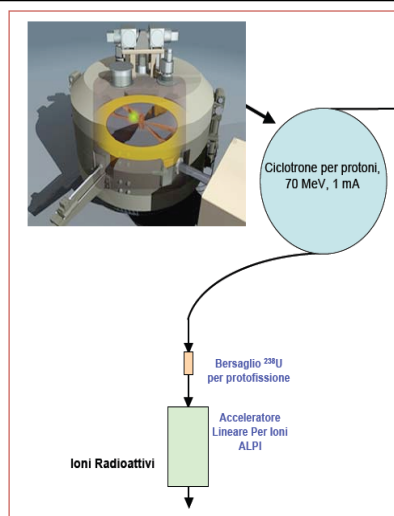 Ciclotrone per protoni,
70 MeV, 1 mA
Bersaglio ²³⁸U
per protofissione
Acceleratore
Lineare Per Ioni
ALPI
Ioni Radioattivi